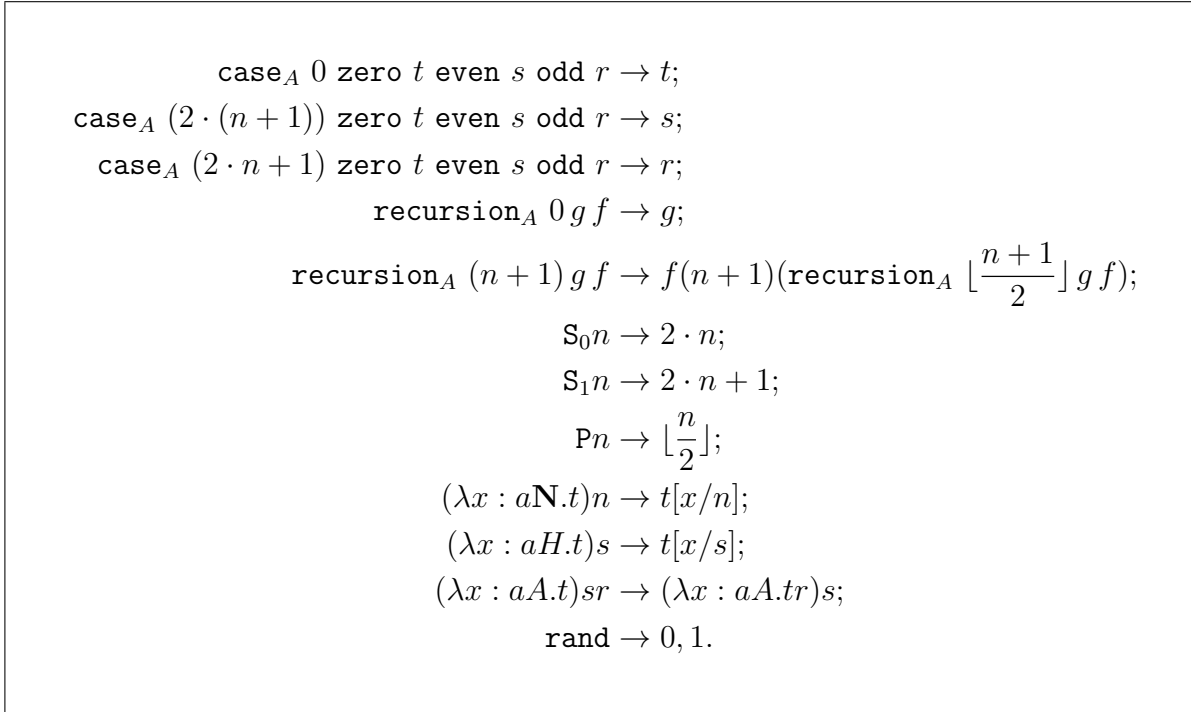 case_A 0 zero t even s odd r → t;
case_A (2 · (n + 1)) zero t even s odd r → s;
case_A (2 · n + 1) zero t even s odd r → r;
recursion_A 0 g f → g;
recursion_A (n + 1) g f → f(n + 1)(recursion_A ⌊\frac{n + 1}{2}⌋ g f);
S_0n → 2 · n;
S_1n → 2 · n + 1;
Pn → ⌊\frac{n}{2}⌋;
(λx : aN.t)n → t[x/n];
(λx : aH.t)s → t[x/s];
(λx : aA.t)sr → (λx : aA.tr)s;
rand → 0, 1.